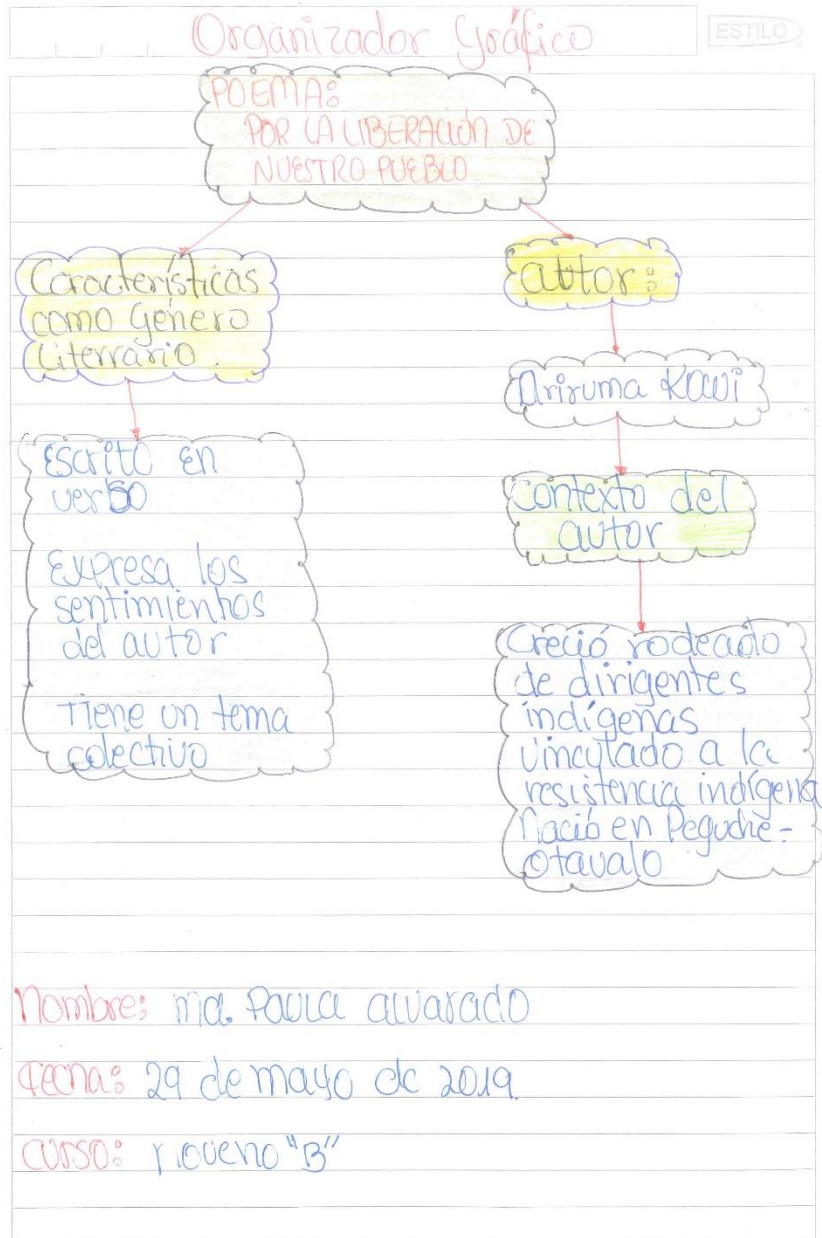 Organizador Gráfico
ESTILO
POEMA:
POR LA LIBERACIÓN DE
NUESTRO PUEBLO
Características
como Género
Literrario.
autor:
Ariruma Kowi
Escrito en
verso
Expresa los
sentimientos
del autor
Tiene un tema
colectivo
Contexto del
autor
Creció rodeado
de dirigentes
indígenas
vinculado a la
resistencia indígena
Nació en Peguche-
Otavalo
Nombre: Ma. Paula Alvarado
Fecha: 29 de mayo de 2019.
Curso: Noveno "B"